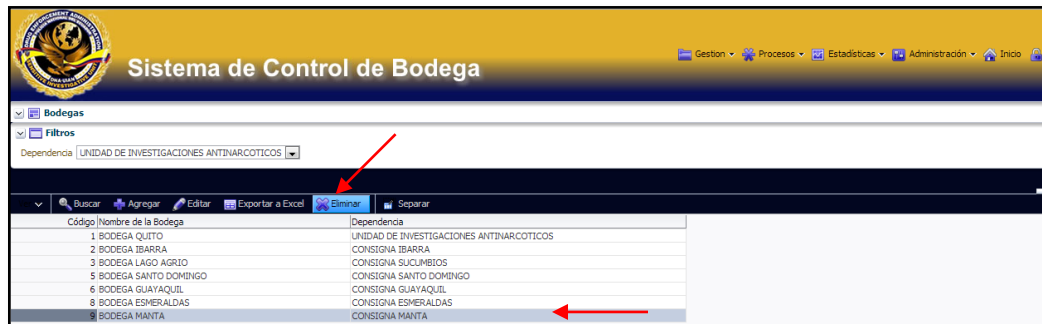 Sistema de Control de Bodega
Gestion Procesos Estadísticas Administración Inicio
Bodegas
Filtros
Dependencia UNIDAD DE INVESTIGACIONES ANTINARCOTICOS
Buscar Agregar Editar Exportar a Excel Eliminar Separar
Código Nombre de la Bodega Dependencia
1 BODEGA QUITO UNIDAD DE INVESTIGACIONES ANTINARCOTICOS
2 BODEGA IBARRA CONSIGNA IBARRA
3 BODEGA LAGO AGRIO CONSIGNA SUCUMBIOS
5 BODEGA SANTO DOMINGO CONSIGNA SANTO DOMINGO
6 BODEGA GUAYAQUIL CONSIGNA GUAYAQUIL
8 BODEGA ESMERALDAS CONSIGNA ESMERALDAS
9 BODEGA MANTA CONSIGNA MANTA